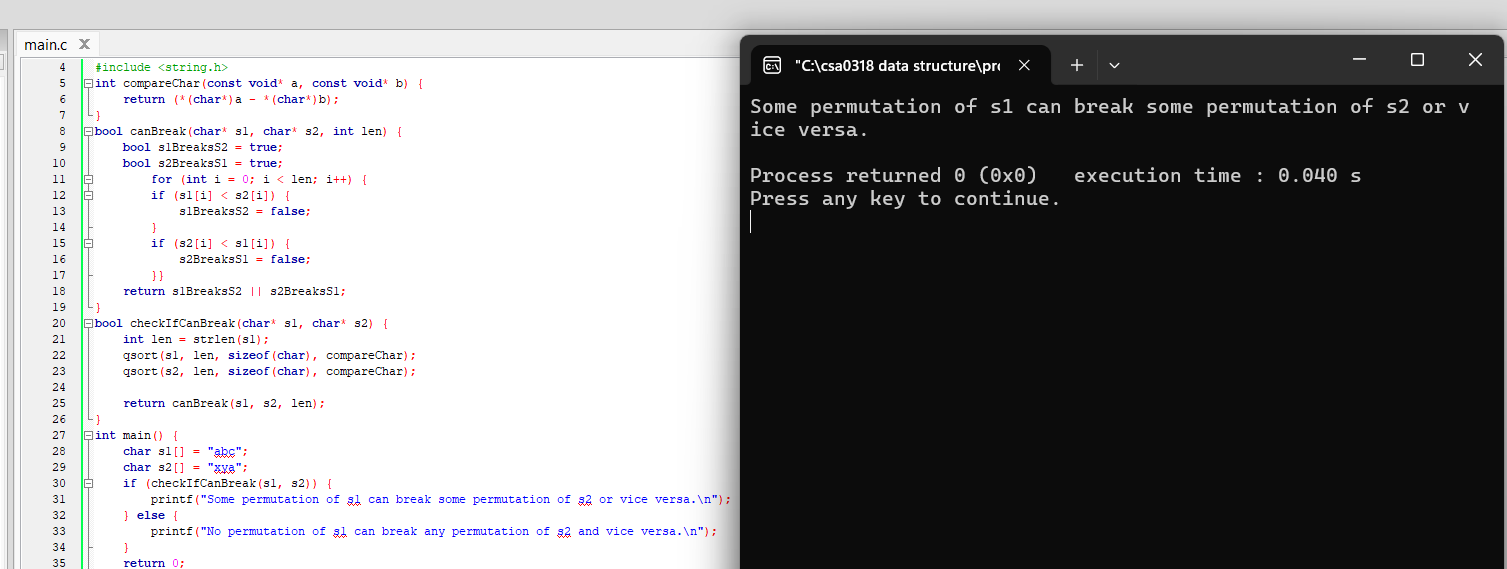 main.c
4 #include <string.h>
5 int compareChar(const void* a, const void* b) {
6 return (*(char*)a - *(char*)b);
7 }
8 bool canBreak(char* s1, char* s2, int len) {
9 bool s1BreaksS2 = true;
10 bool s2BreaksS1 = true;
11 for (int i = 0; i < len; i++) {
12 if (s1[i] < s2[i]) {
13 s1BreaksS2 = false;
14 }
15 if (s2[i] < s1[i]) {
16 s2BreaksS1 = false;
17 }}
18 return s1BreaksS2 || s2BreaksS1;
19 }
20 bool checkIfCanBreak(char* s1, char* s2) {
21 int len = strlen(s1);
22 qsort(s1, len, sizeof(char), compareChar);
23 qsort(s2, len, sizeof(char), compareChar);
24
25 return canBreak(s1, s2, len);
26 }
27 int main() {
28 char s1[] = "abc";
29 char s2[] = "xya";
30 if (checkIfCanBreak(s1, s2)) {
31 printf("Some permutation of s1 can break some permutation of s2 or vice versa.\n");
32 } else {
33 printf("No permutation of s1 can break any permutation of s2 and vice versa.\n");
34 }
35 return 0;
"C:\csa0318 data structure\pro
Some permutation of s1 can break some permutation of s2 or v
ice versa.
Process returned 0 (0x0) execution time : 0.040 s
Press any key to continue.